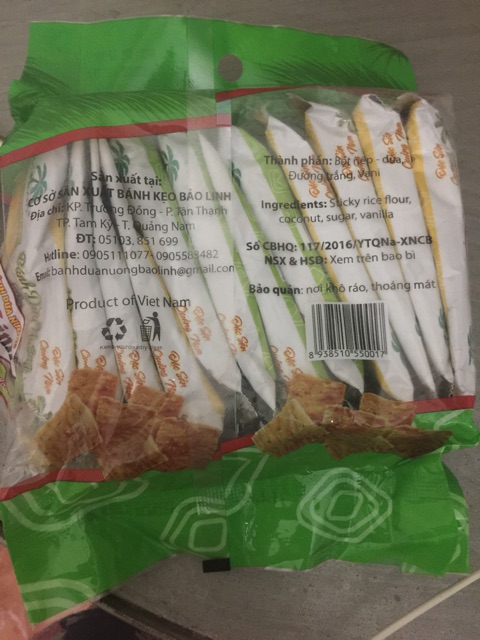 Sản xuất tại:
CƠ SỞ SẢN XUẤT BÁNH KẸO BẢO LINH
Địa chỉ: KP. Trường Đồng - P. Tân Thạnh
TP. Tam Kỳ - T. Quảng Nam
ĐT: 05103. 851 699
Hotline: 0905111077- 0905583482
Email: banhduanuongbaolinh@gmail.com
Product of Viet Nam
Thành phần: Bột nếp - dừa,
Đường trắng, Vani
Ingredients: Sticky rice flour,
coconut, sugar, vanilla
Số CBHQ: 117/2016/YTQNa-XNCB
NSX & HSD: Xem trên bao bì
Bảo quản: nơi khô ráo, thoáng mát
8 938510 550017